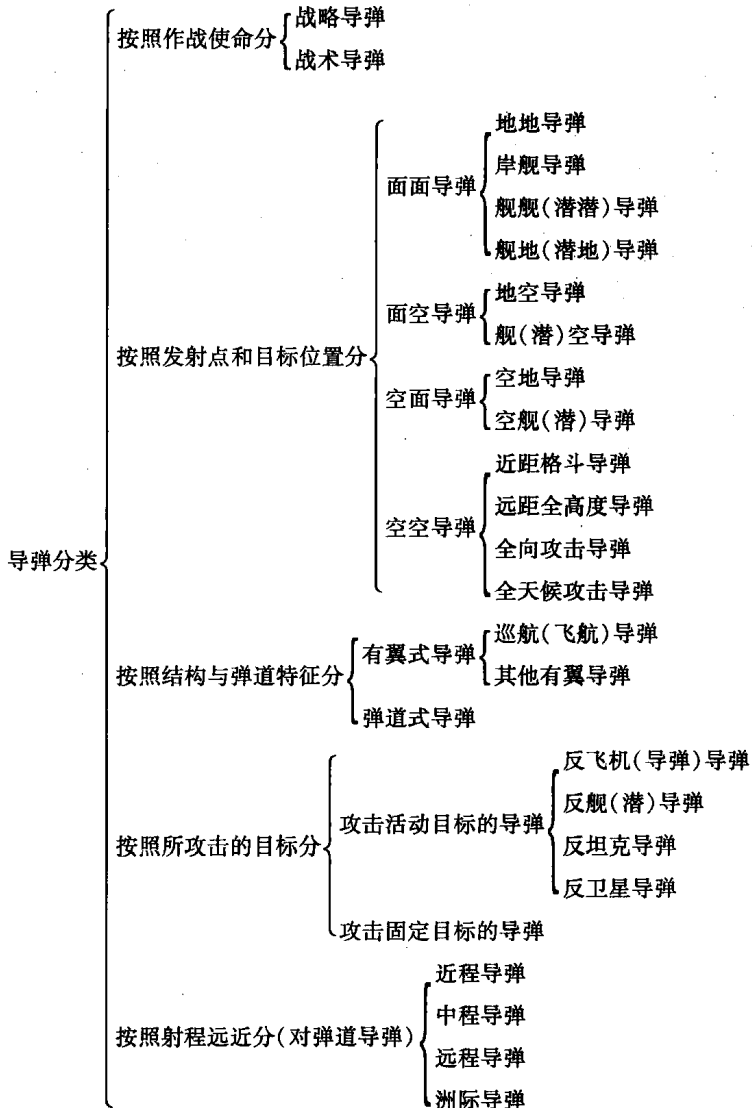 导弹分类
按照作战使命分
战略导弹
战术导弹
按照发射点和目标位置分
面面导弹
地地导弹
岸舰导弹
舰舰(潜潜)导弹
舰地(潜地)导弹
面空导弹
地空导弹
舰(潜)空导弹
空面导弹
空地导弹
空舰(潜)导弹
空空导弹
近距格斗导弹
远距全高度导弹
全向攻击导弹
全天候攻击导弹
按照结构与弹道特征分
有翼式导弹
巡航(飞航)导弹
其他有翼导弹
弹道式导弹
按照所攻击的目标分
攻击活动目标的导弹
反飞机(导弹)导弹
反舰(潜)导弹
反坦克导弹
反卫星导弹
攻击固定目标的导弹
按照射程远近分(对弹道导弹)
近程导弹
中程导弹
远程导弹
洲际导弹